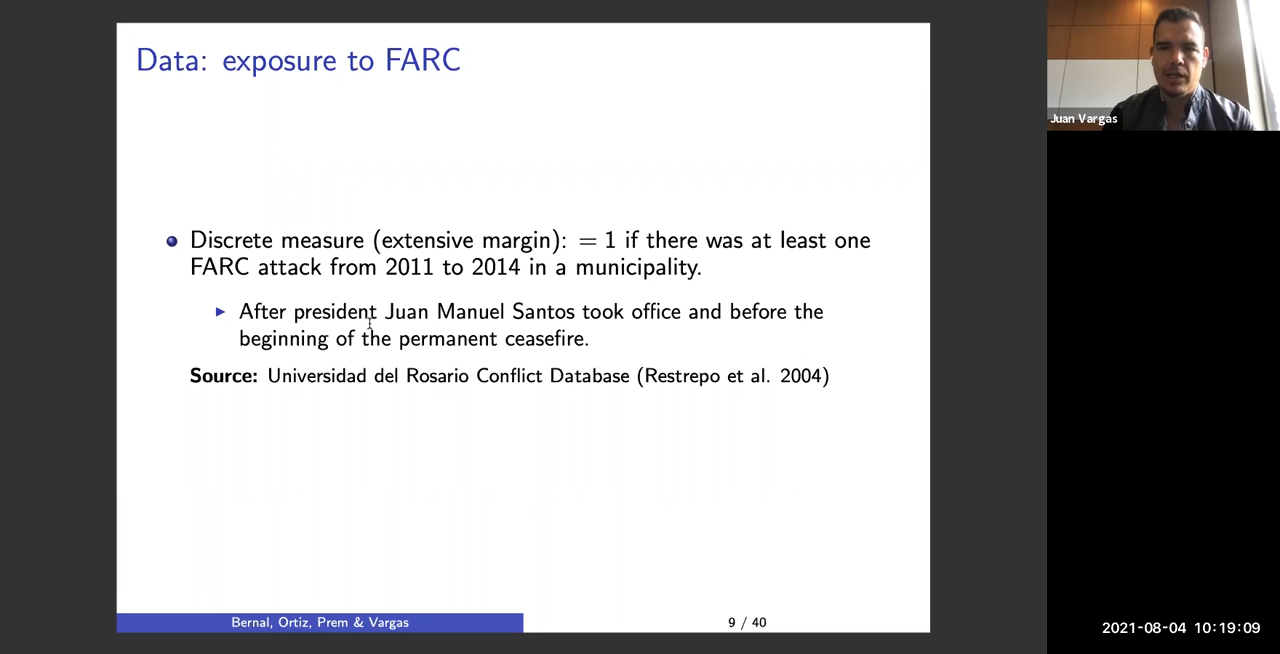 Data: exposure to FARC
Discrete measure (extensive margin): = 1 if there was at least one
FARC attack from 2011 to 2014 in a municipality.
After president Juan Manuel Santos took office and before the
beginning of the permanent ceasefire.
Source: Universidad del Rosario Conflict Database (Restrepo et al. 2004)
Bernal, Ortiz, Prem & Vargas
9 / 40
Juan Vargas
2021-08-04 10:19:09